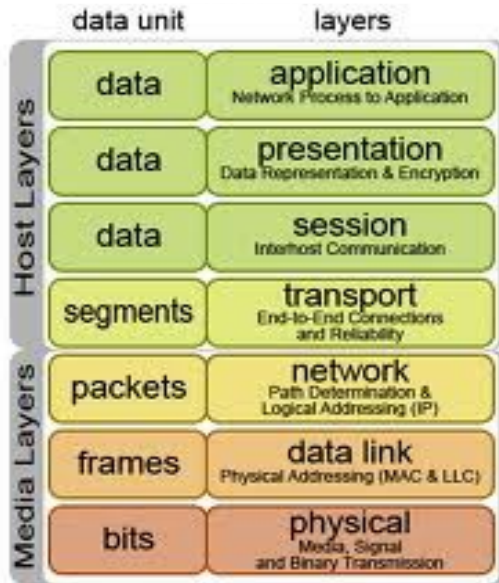 data unit layers
Host Layers
data application
Network Process to Application
data presentation
Data Representation & Encryption
data session
Interhost Communication
segments transport
End-to-End Connections
and Reliability
Media Layers
packets network
Path Determination &
Logical Addressing (IP)
frames data link
Physical Addressing (MAC & LLC)
bits physical
Media, Signal
and Binary Transmission